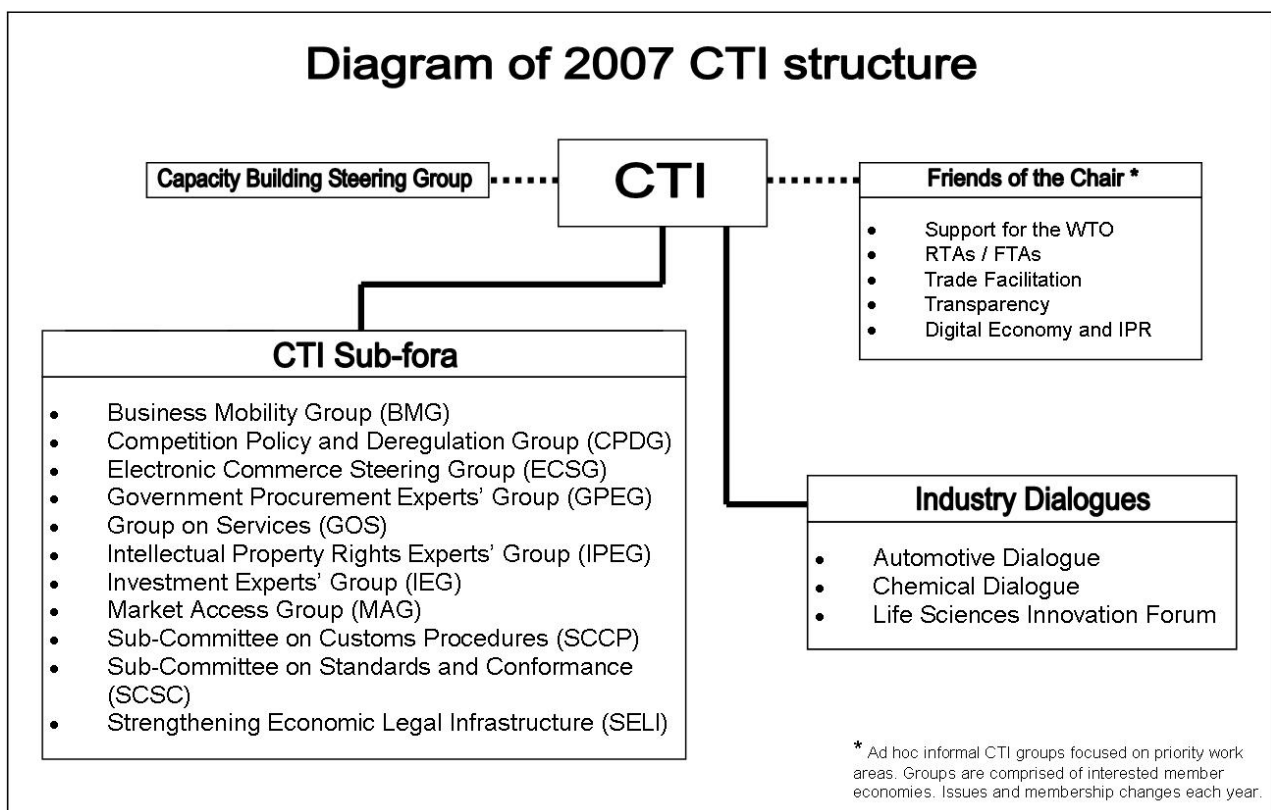 Diagram of 2007 CTI structure
Capacity Building Steering Group
CTI
Friends of the Chair *
• Support for the WTO
• RTAs / FTAs
• Trade Facilitation
• Transparency
• Digital Economy and IPR
CTI Sub-fora
• Business Mobility Group (BMG)
• Competition Policy and Deregulation Group (CPDG)
• Electronic Commerce Steering Group (ECSG)
• Government Procurement Experts’ Group (GPEG)
• Group on Services (GOS)
• Intellectual Property Rights Experts’ Group (IPEG)
• Investment Experts’ Group (IEG)
• Market Access Group (MAG)
• Sub-Committee on Customs Procedures (SCCP)
• Sub-Committee on Standards and Conformance
(SCSC)
• Strengthening Economic Legal Infrastructure (SELI)
Industry Dialogues
• Automotive Dialogue
• Chemical Dialogue
• Life Sciences Innovation Forum
* Ad hoc informal CTI groups focused on priority work
areas. Groups are comprised of interested member
economies. Issues and membership changes each year.